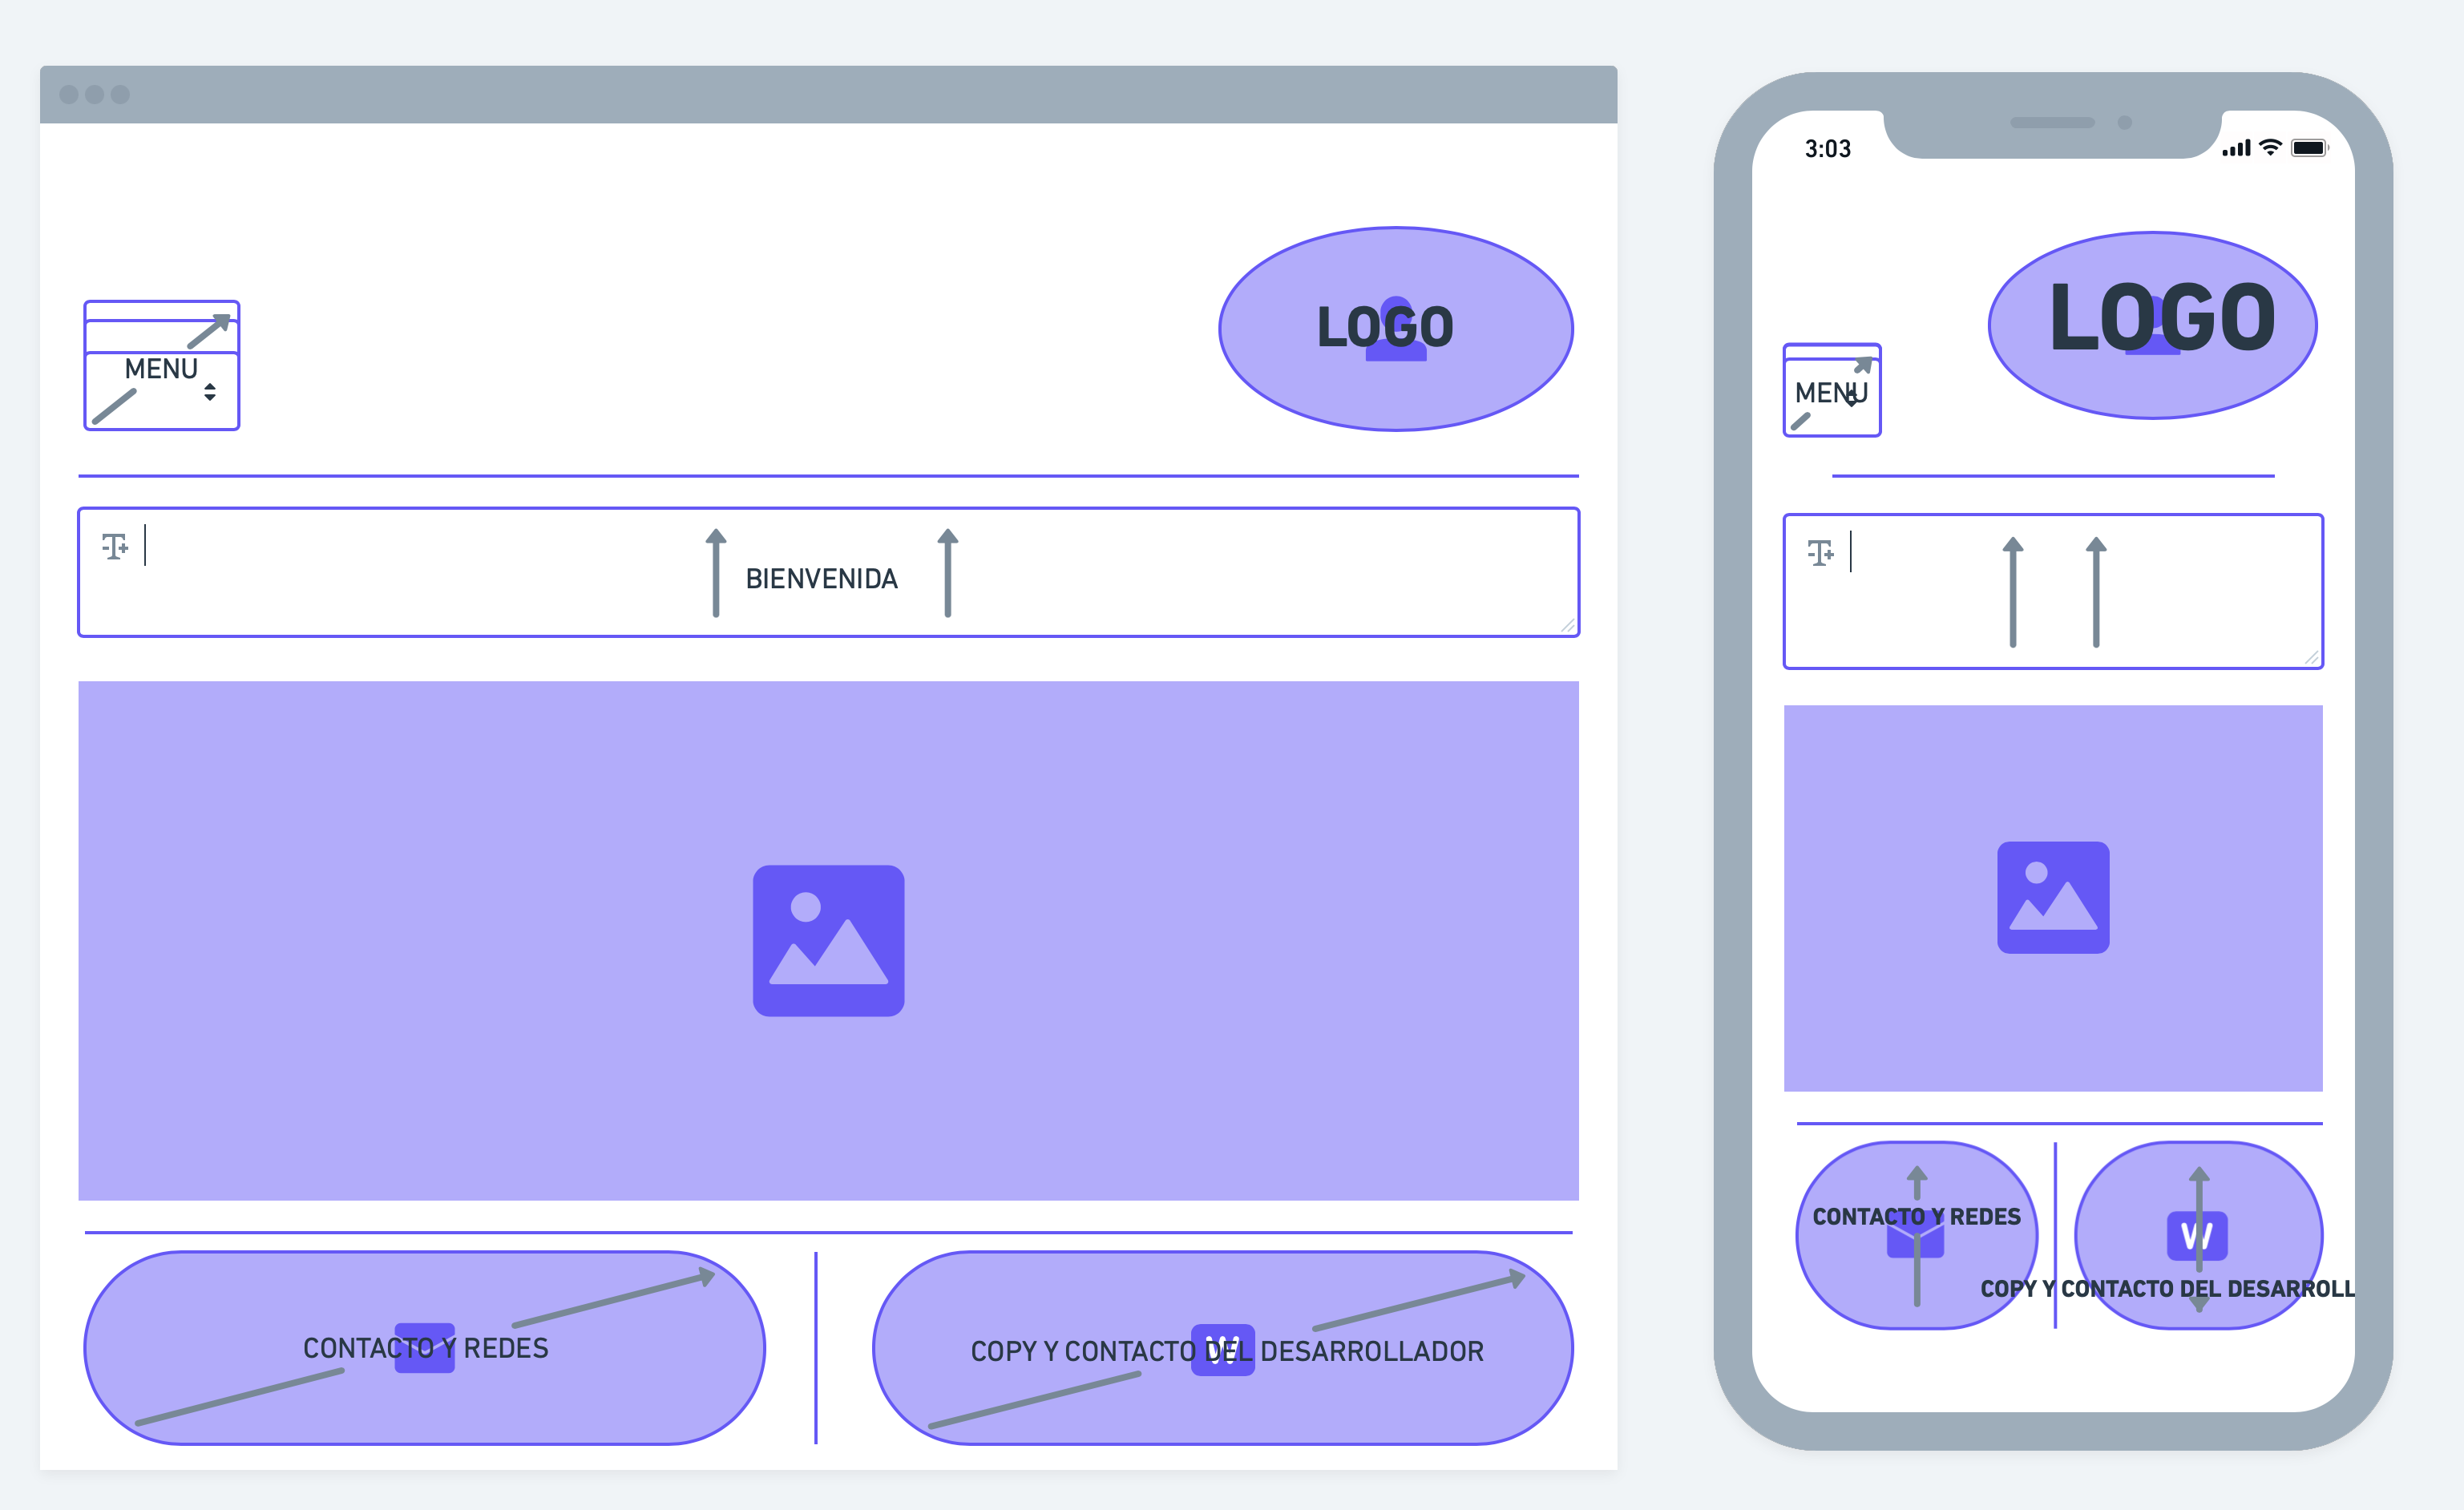 LOGO
MENU
BIENVENIDA
CONTACTO Y REDES
COPY Y CONTACTO DEL DESARROLLADOR
3:03
LOGO
MENU
CONTACTO Y REDES
W
COPY Y CONTACTO DEL DESARROLL